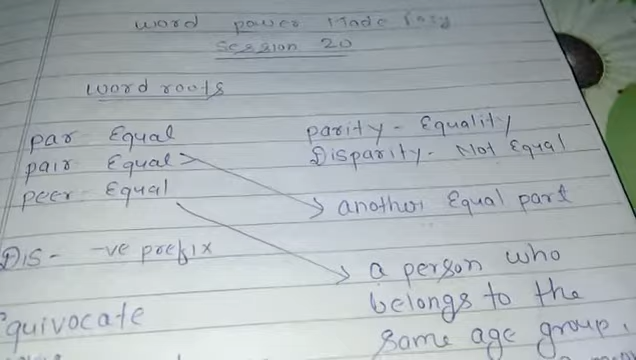 word power Made Easy
Session 20
word roots
par Equal
parity - Equality
pair Equal
Disparity - Not Equal
peer Equal
another Equal part
Dis- -ve prefix
a person who
belongs to the
same age group.
quivocate